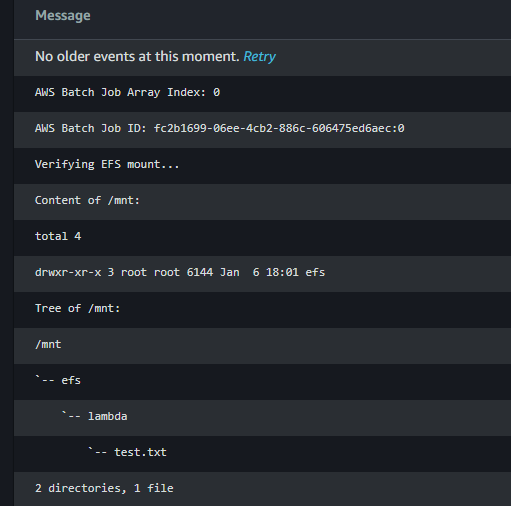 Message
No older events at this moment. Retry
AWS Batch Job Array Index: 0
AWS Batch Job ID: fc2b1699-06ee-4cb2-886c-606475ed6aec:0
Verifying EFS mount...
Content of /mnt:
total 4
drwxr-xr-x 3 root root 6144 Jan  6 18:01 efs
Tree of /mnt:
/mnt
`-- efs
    `-- lambda
        `-- test.txt
2 directories, 1 file